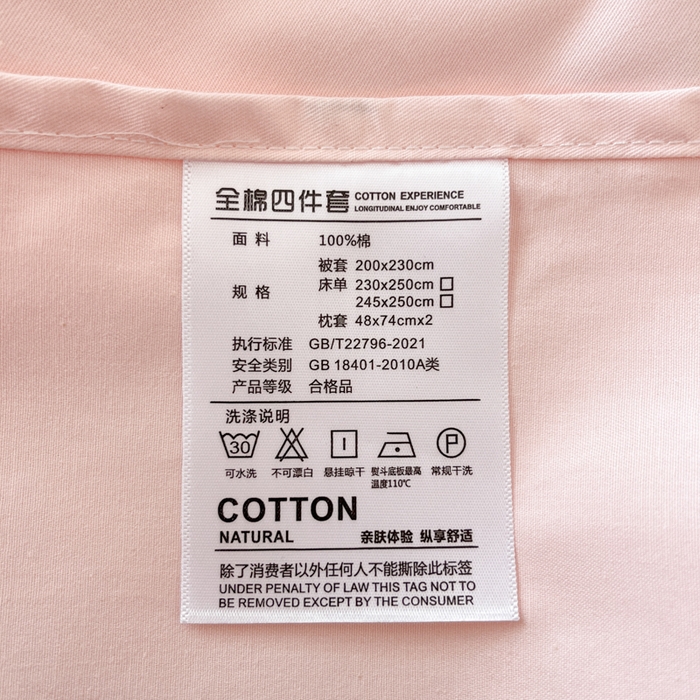 全棉四件套 COTTON EXPERIENCE
LONGITUDINAL ENJOY COMFORTABLE
面料 100%棉
规格 被套 200x230cm
床单 230x250cm □
245x250cm □
枕套 48x74cmx2
执行标准 GB/T22796-2021
安全类别 GB 18401-2010A类
产品等级 合格品
洗涤说明
30 P
可水洗 不可漂白 悬挂晾干 熨斗底板最高温度110℃ 常规干洗
COTTON
NATURAL 亲肤体验 纵享舒适
除了消费者以外任何人不能撕除此标签
UNDER PENALTY OF LAW THIS TAG NOT TO
BE REMOVED EXCEPT BY THE CONSUMER